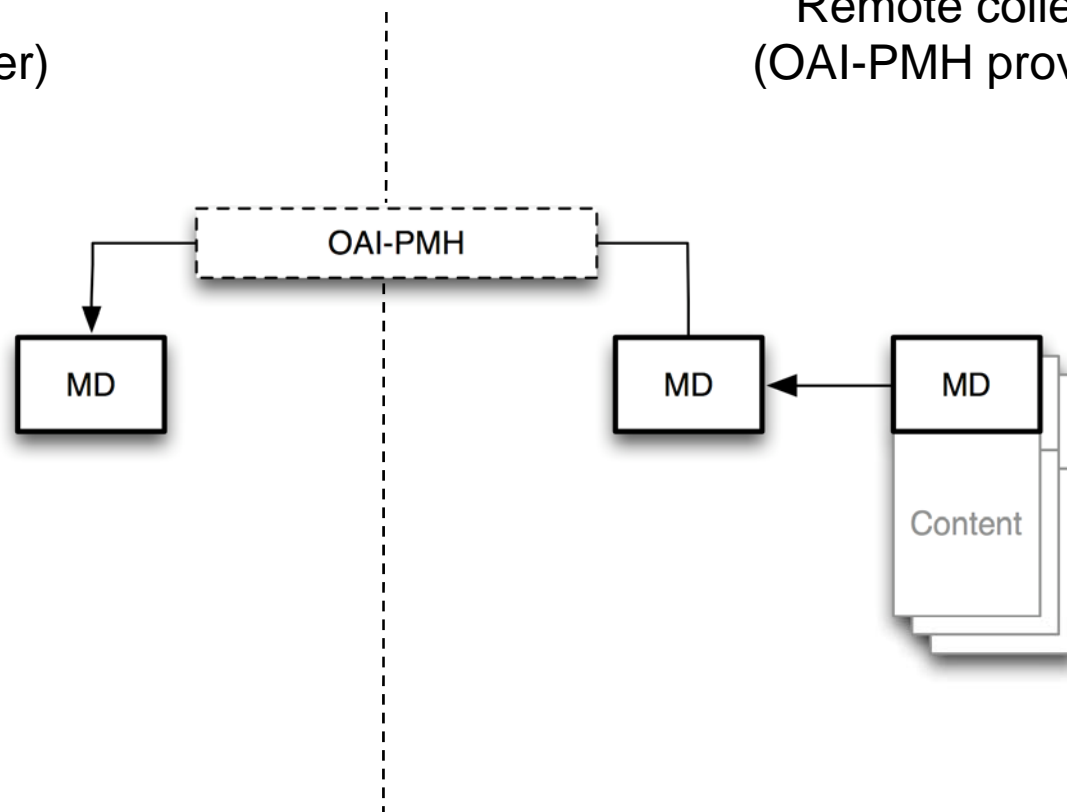 er)
Remote colle
(OAI-PMH prov
OAI-PMH
MD
MD
MD
Content